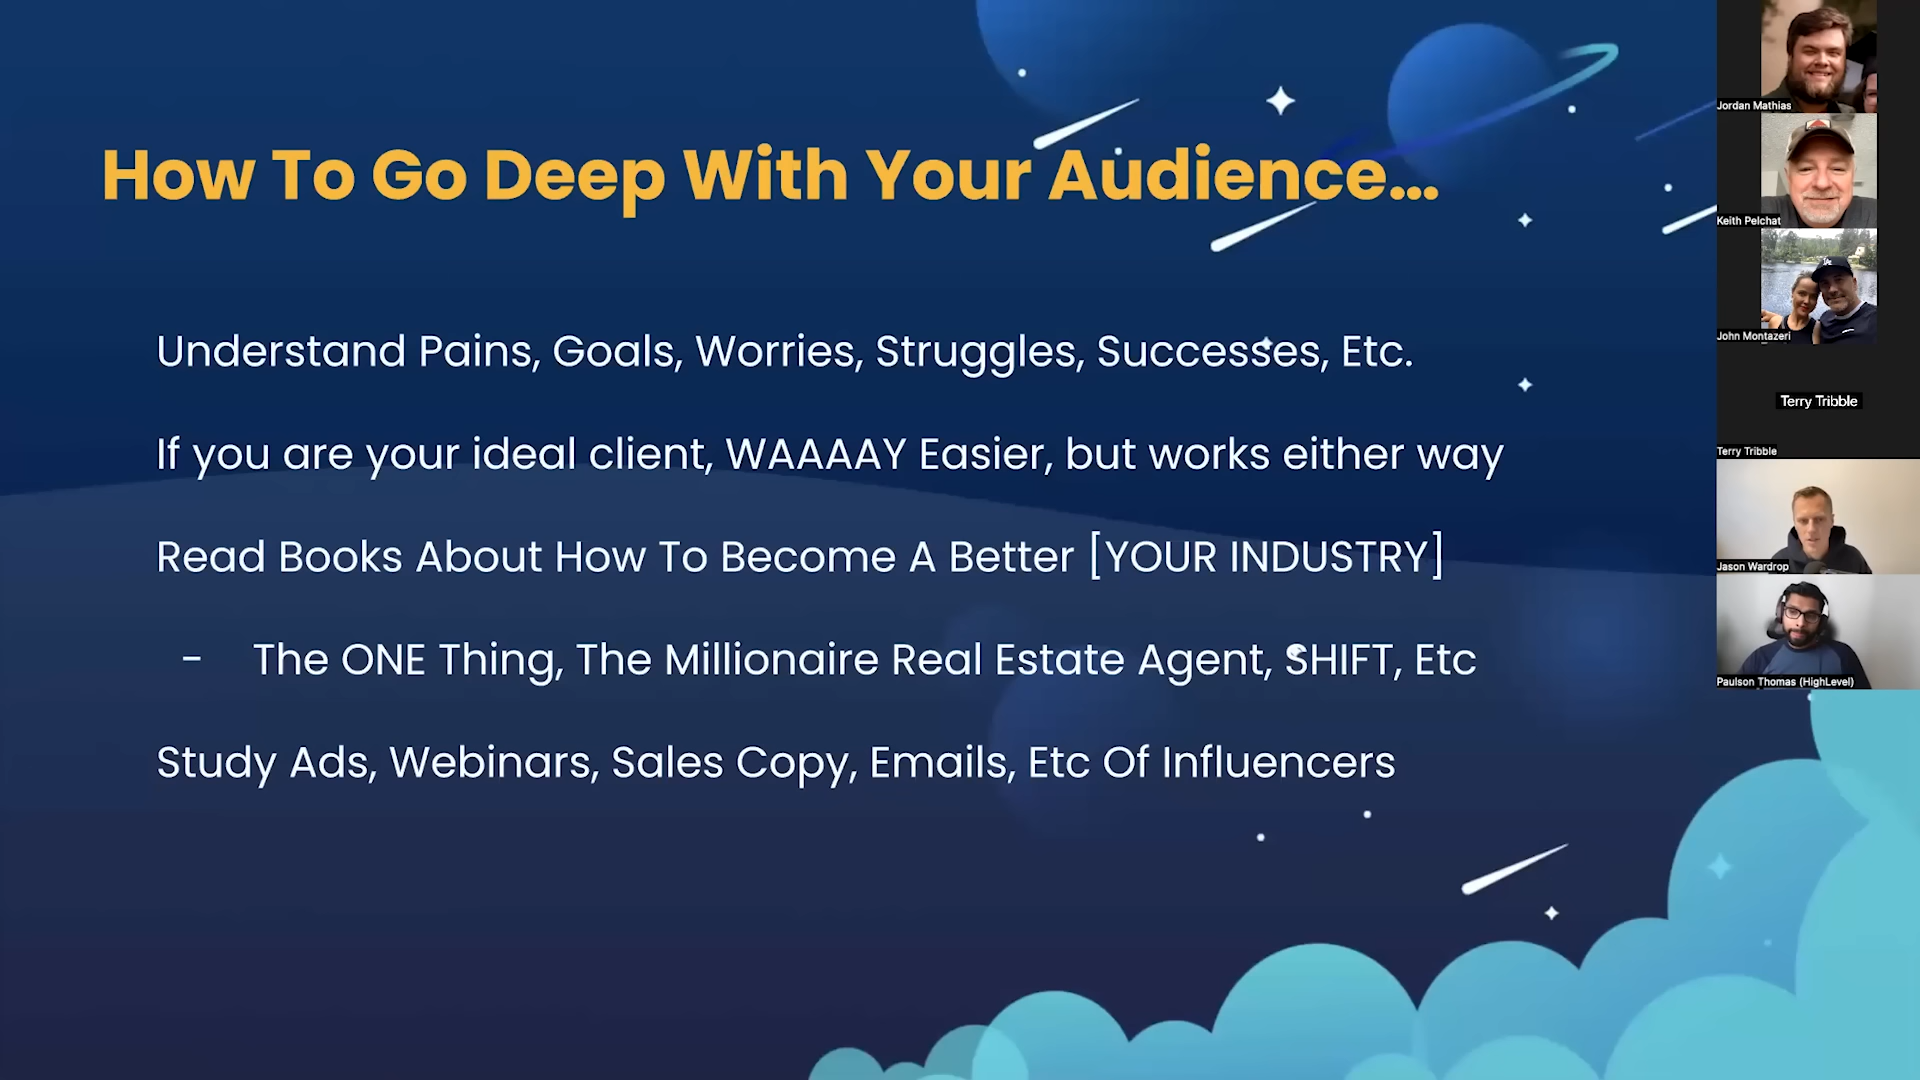 How To Go Deep With Your Audience...
Understand Pains, Goals, Worries, Struggles, Successes, Etc.
If you are your ideal client, WAAAAY Easier, but works either way
Read Books About How To Become A Better [YOUR INDUSTRY]
- The ONE Thing, The Millionaire Real Estate Agent, SHIFT, Etc
Study Ads, Webinars, Sales Copy, Emails, Etc Of Influencers
Jordan Mathias
Keith Pelchat
LA
John Montazeri
Terry Tribble
Terry Tribble
Jason Wardrop
Paulson Thomas (HighLevel)